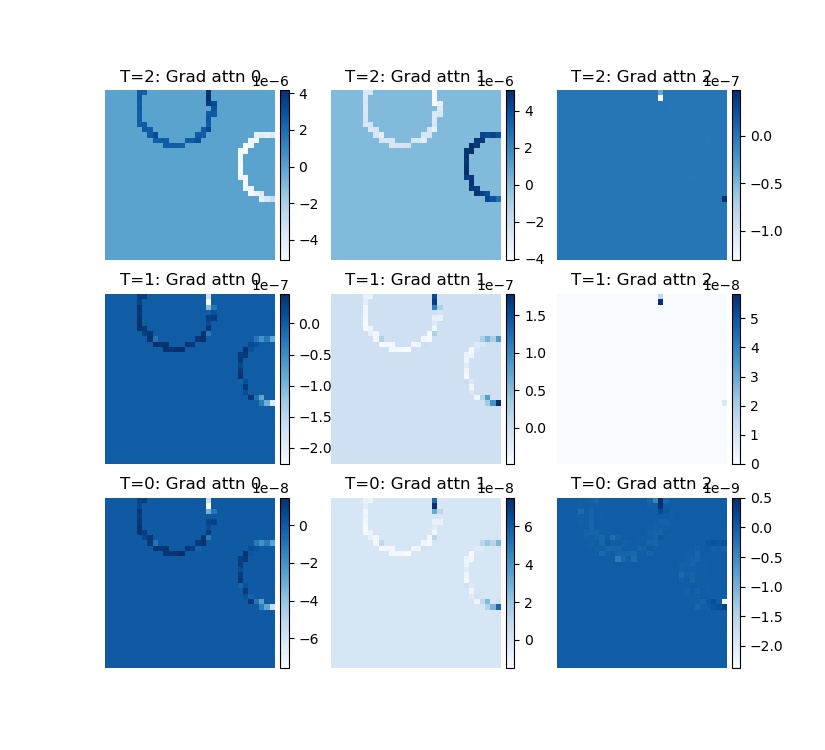 T=2: Grad attn 0
1e−6
4
2
0
−2
−4
T=2: Grad attn 1
1e−6
4
2
0
−2
−4
T=2: Grad attn 2
1e−7
0.0
−0.5
−1.0
T=1: Grad attn 0
1e−7
0.0
−0.5
−1.0
−1.5
−2.0
T=1: Grad attn 1
1e−7
1.5
1.0
0.5
0.0
T=1: Grad attn 2
1e−8
5
4
3
2
1
0
T=0: Grad attn 0
1e−8
0
−2
−4
−6
T=0: Grad attn 1
1e−8
6
4
2
0
T=0: Grad attn 2
1e−9
0.5
0.0
−0.5
−1.0
−1.5
−2.0